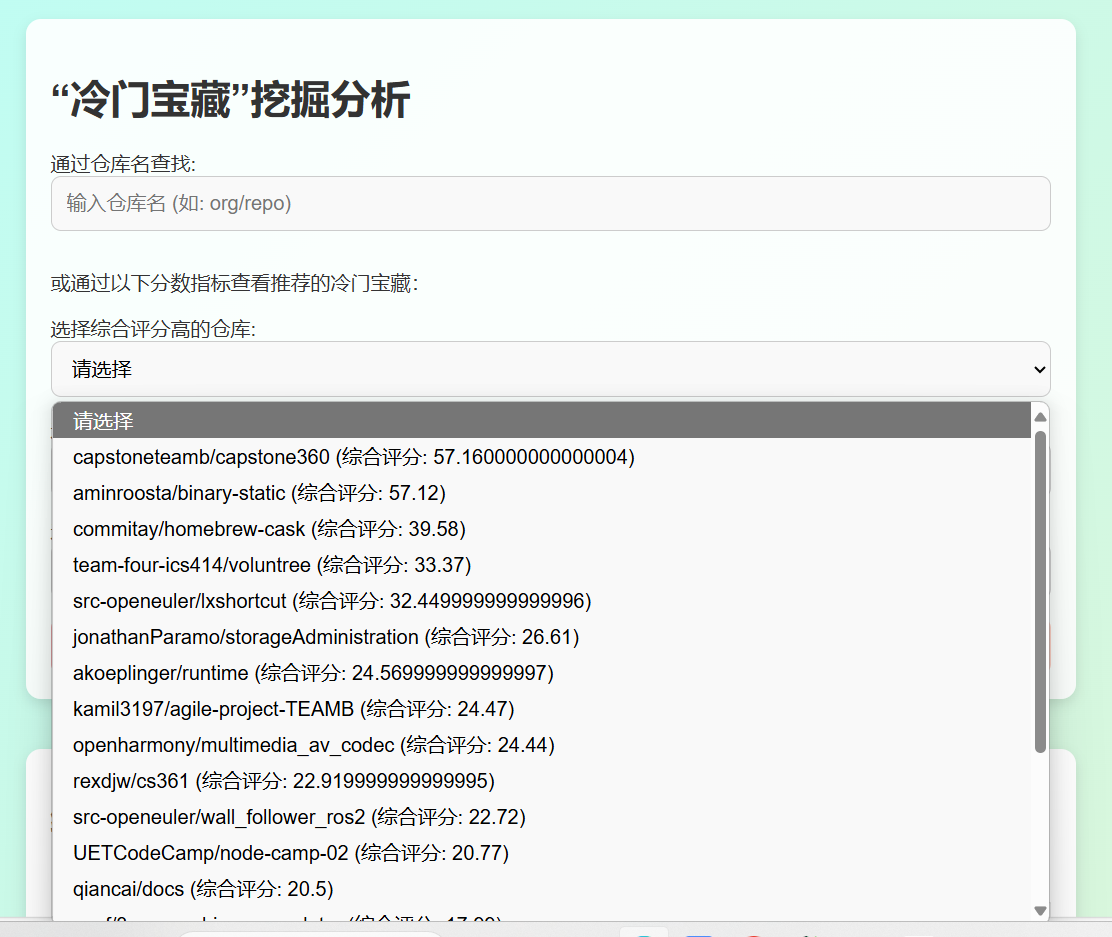 “冷门宝藏”挖掘分析
通过仓库名查找:
输入仓库名 (如: org/repo)
或通过以下分数指标查看推荐的冷门宝藏:
选择综合评分高的仓库:
请选择
请选择
capstoneteamb/capstone360 (综合评分: 57.160000000000004)
aminroosta/binary-static (综合评分: 57.12)
commitay/homebrew-cask (综合评分: 39.58)
team-four-ics414/voluntree (综合评分: 33.37)
src-openeuler/lxshortcut (综合评分: 32.449999999999996)
jonathanParamo/storageAdministration (综合评分: 26.61)
akoeplinger/runtime (综合评分: 24.569999999999997)
kamil3197/agile-project-TEAMB (综合评分: 24.47)
openharmony/multimedia_av_codec (综合评分: 24.44)
rexdjw/cs361 (综合评分: 22.919999999999995)
src-openeuler/wall_follower_ros2 (综合评分: 22.72)
UETCodeCamp/node-camp-02 (综合评分: 20.77)
qiancai/docs (综合评分: 20.5)